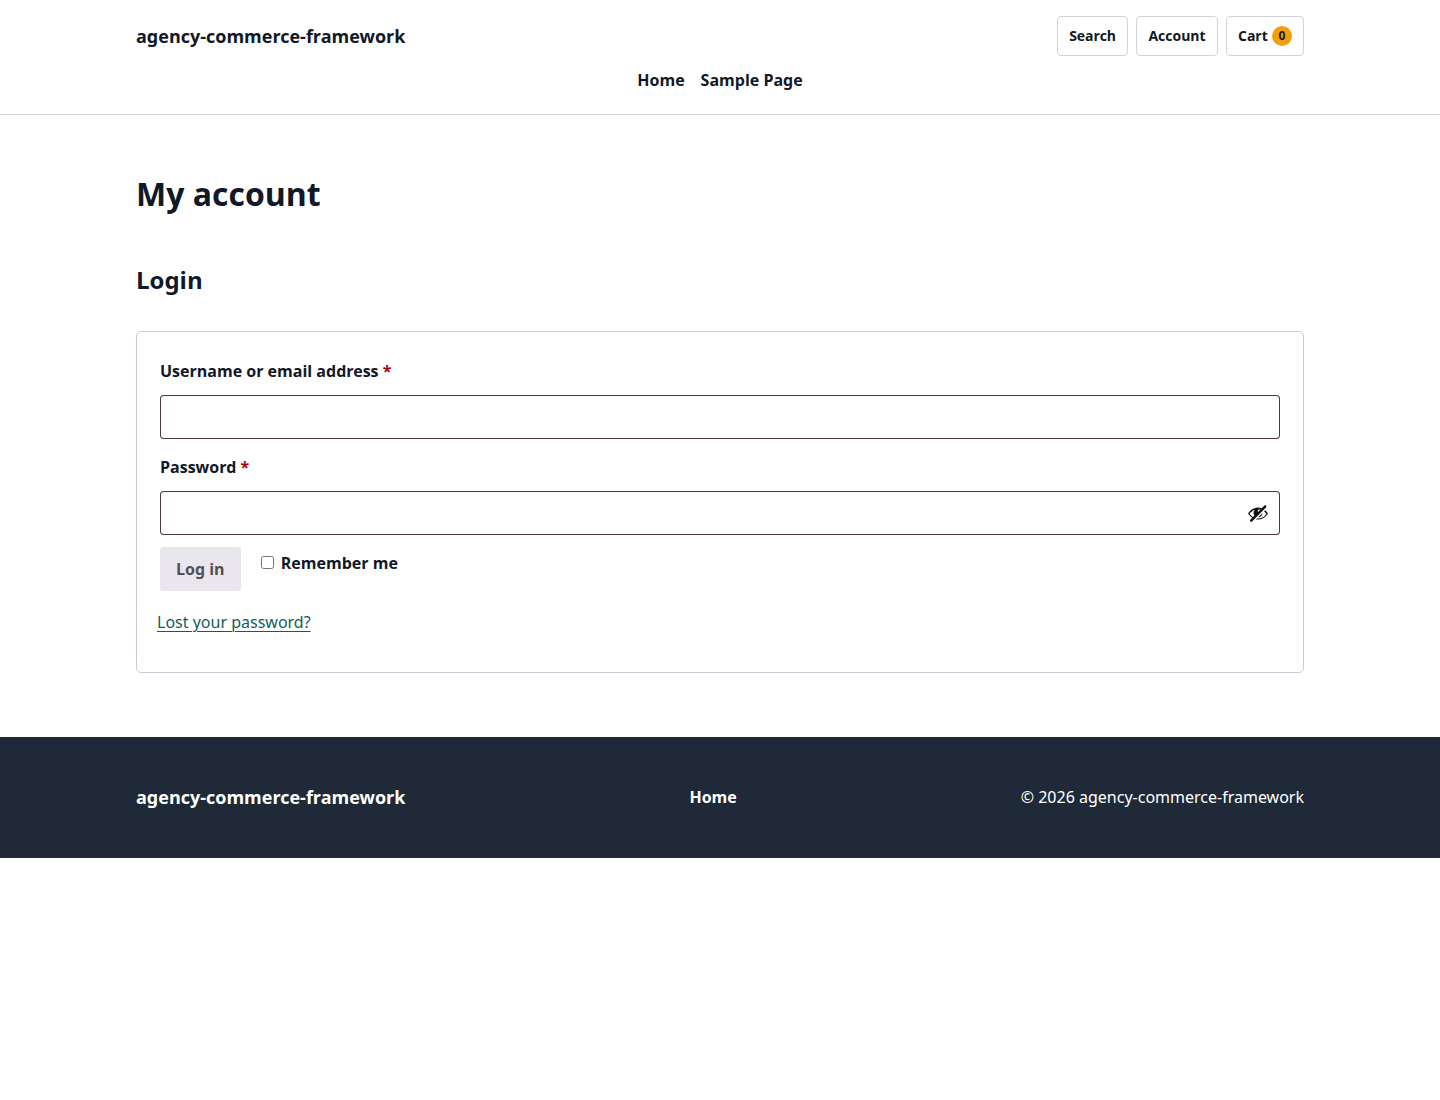 agency-commerce-framework
Search
Account
Cart 0
Home
Sample Page
My account
Login
Username or email address *
Password *
Log in
Remember me
Lost your password?
agency-commerce-framework
Home
© 2026 agency-commerce-framework